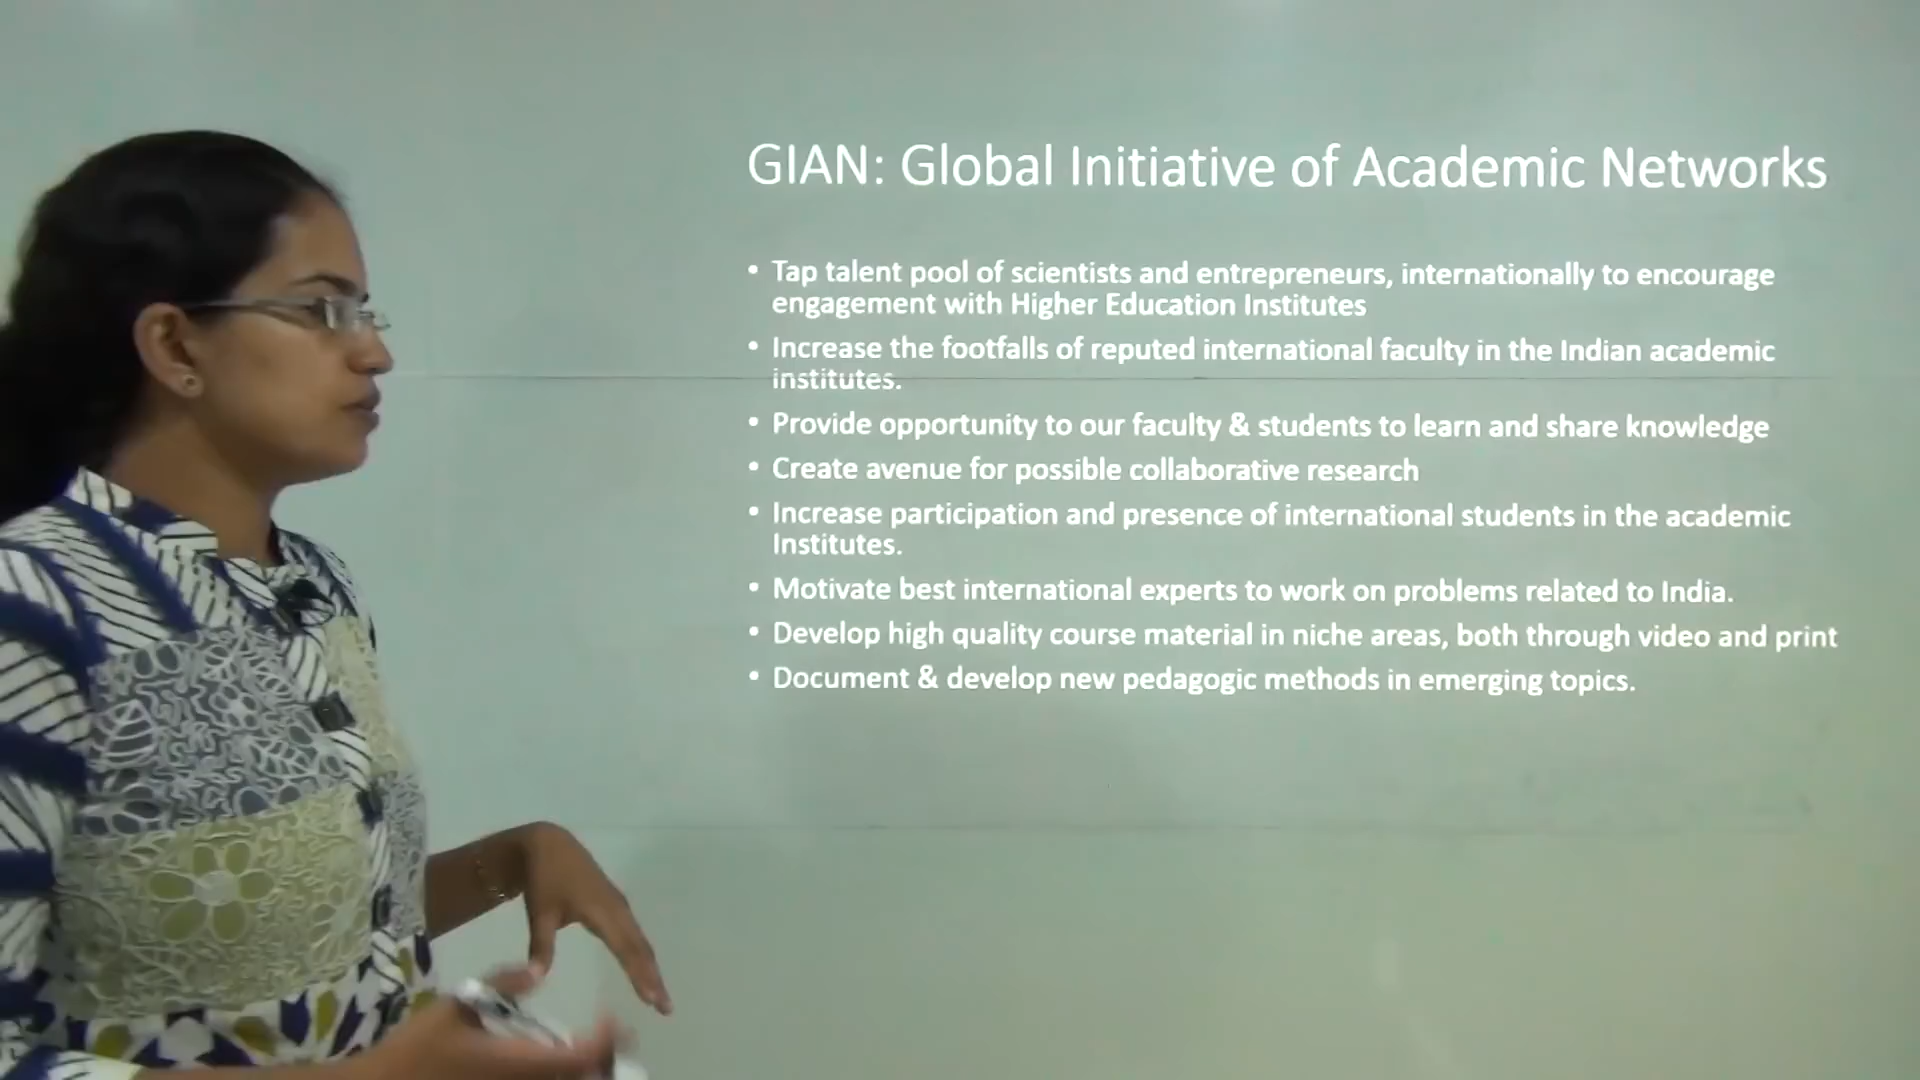 GIAN: Global Initiative of Academic Networks
• Tap talent pool of scientists and entrepreneurs, internationally to encourage
engagement with Higher Education Institutes
• Increase the footfalls of reputed international faculty in the Indian academic
institutes.
• Provide opportunity to our faculty & students to learn and share knowledge
• Create avenue for possible collaborative research
• Increase participation and presence of international students in the academic
Institutes.
• Motivate best international experts to work on problems related to India.
• Develop high quality course material in niche areas, both through video and print
• Document & develop new pedagogic methods in emerging topics.